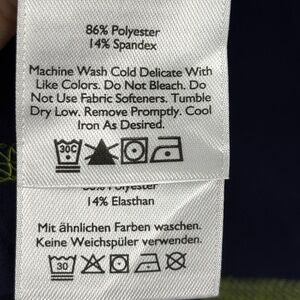 86% Polyester
14% Spandex
Machine Wash Cold Delicate With
Like Colors. Do Not Bleach. Do
Not Use Fabric Softeners. Tumble
Dry Low. Remove Promptly. Cool
Iron As Desired.
30C
Polyester
14% Elasthan
Mit ähnlichen Farben waschen.
Keine Weichspüler verwenden.
30